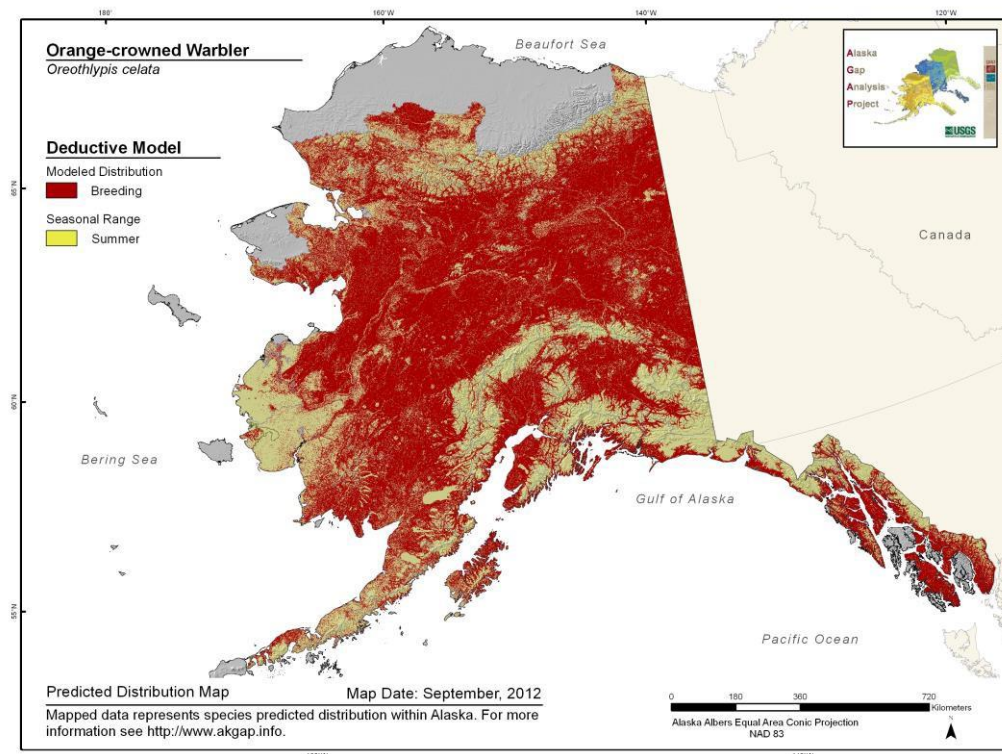 180°
160°W
140°W
120°W
Orange-crowned Warbler
Oreothlypis celata
Beaufort Sea
Alaska
Gap
Analysis
Project
USGS
Deductive Model
Modeled Distribution
Breeding
Seasonal Range
Summer
65°N
Canada
60°N
Bering Sea
Gulf of Alaska
55°N
Pacific Ocean
Predicted Distribution Map
Map Date: September, 2012
Mapped data represents species predicted distribution within Alaska. For more
information see http://www.akgap.info.
0 180 360 720
Kilometers
Alaska Albers Equal Area Conic Projection
NAD 83
N